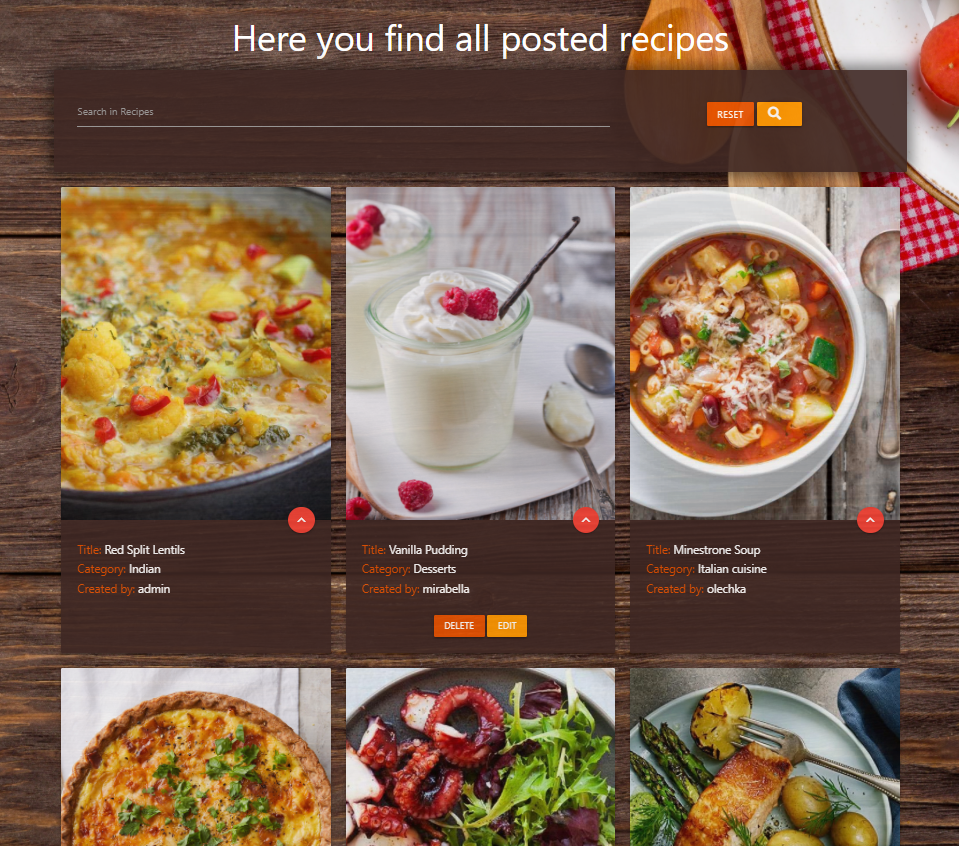 Here you find all posted recipes
Search in Recipes
RESET
Title: Red Split Lentils
Category: Indian
Created by: admin
Title: Vanilla Pudding
Category: Desserts
Created by: mirabella
DELETE EDIT
Title: Minestrone Soup
Category: Italian cuisine
Created by: olechka